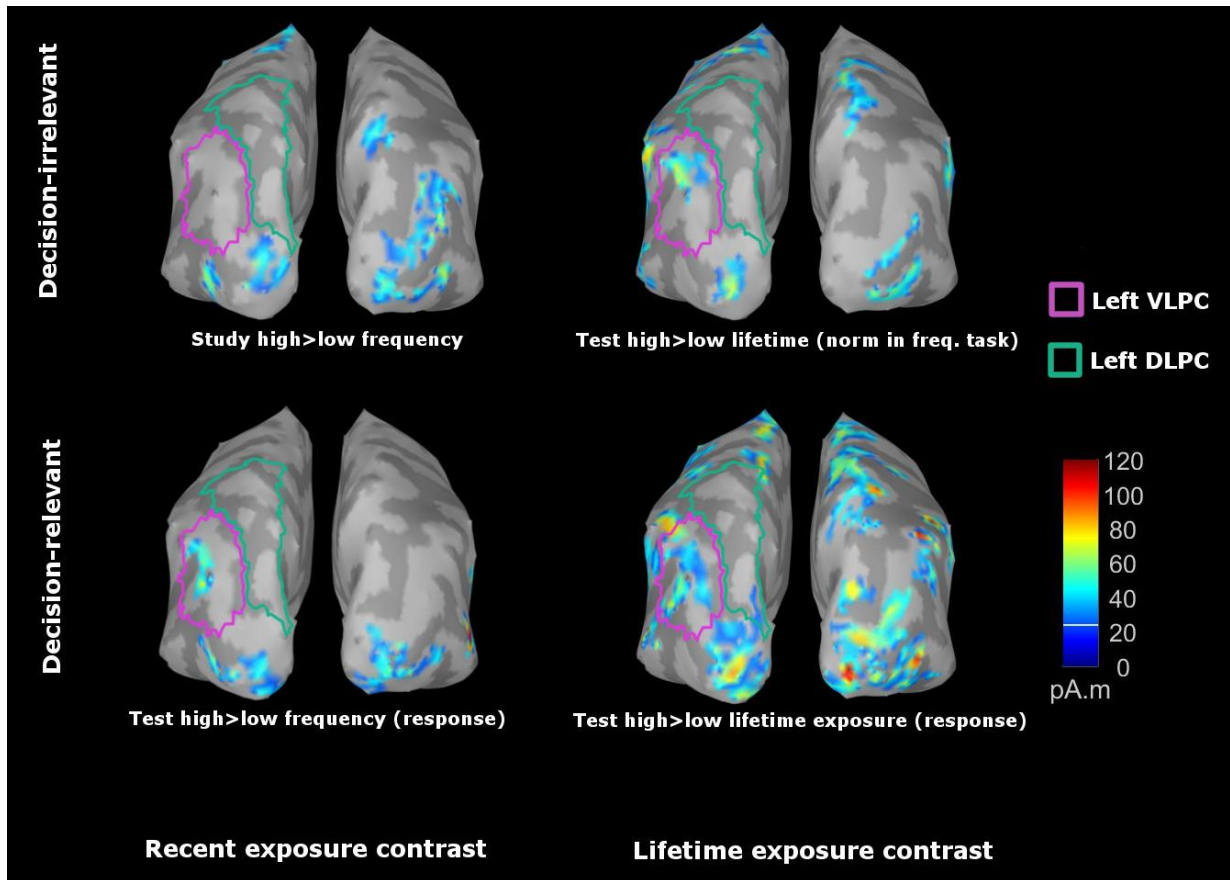 Decision-irrelevant
Study high>low frequency
Test high>low lifetime (norm in freq. task)
Left VLPC
Left DLPC
Decision-relevant
Test high>low frequency (response)
Test high>low lifetime exposure (response)
120
100
80
60
40
20
0
pA.m
Recent exposure contrast
Lifetime exposure contrast